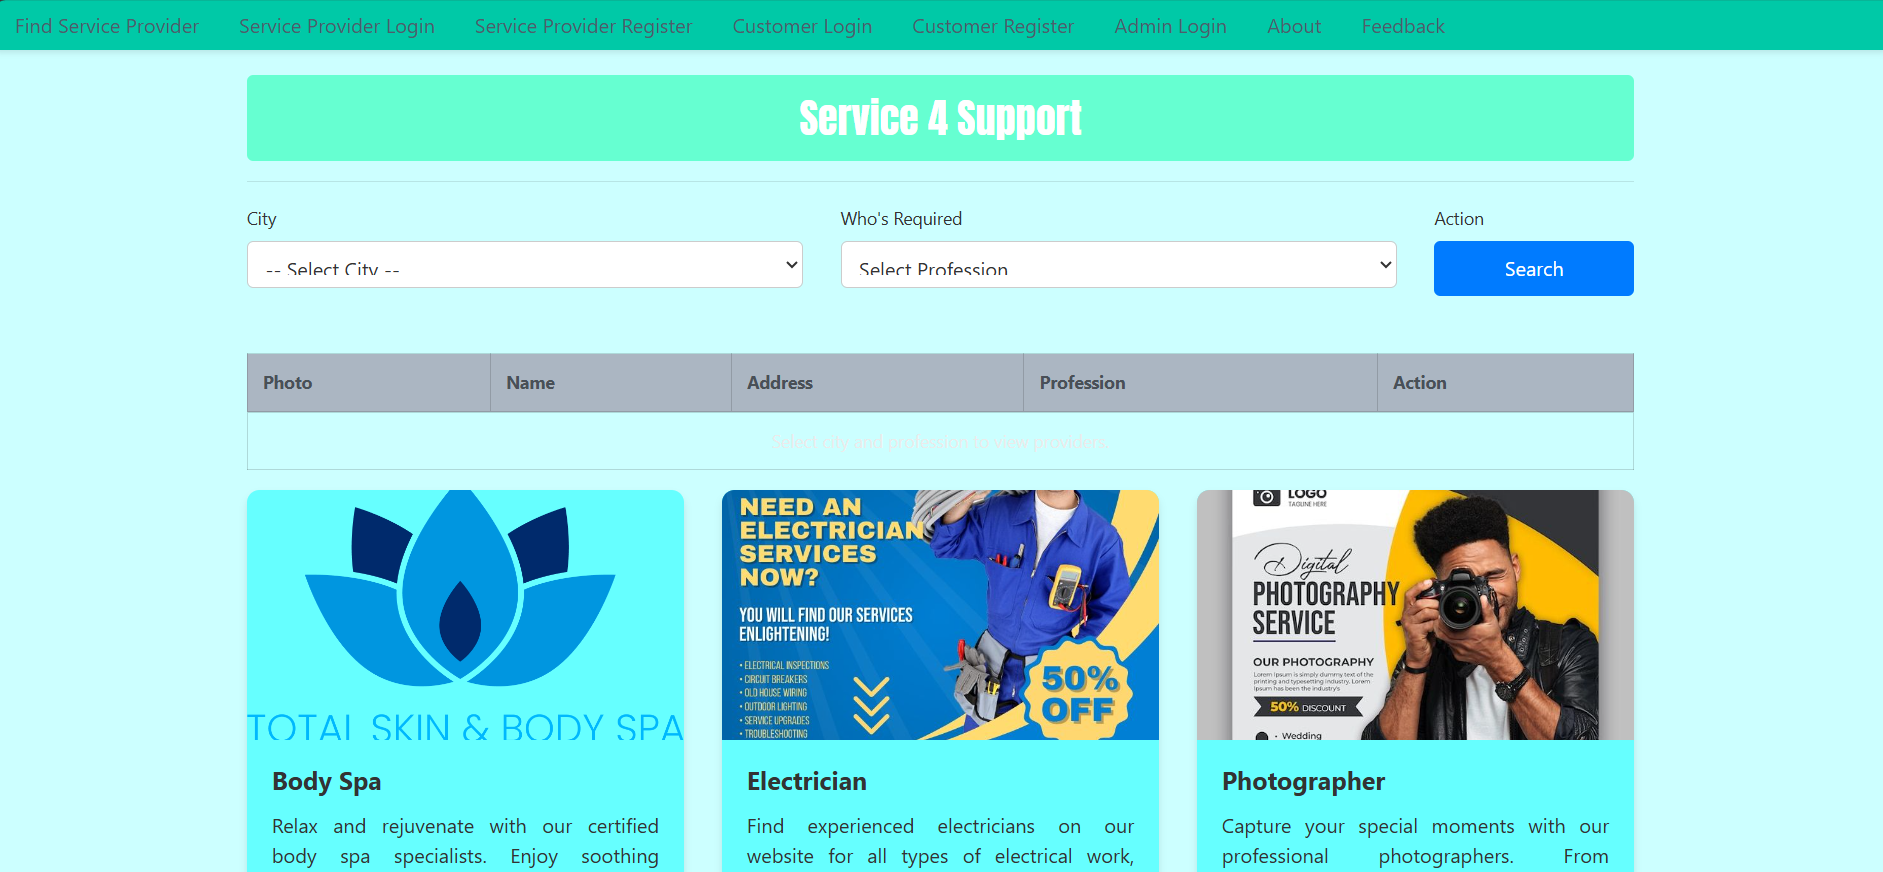 Find Service Provider Service Provider Login Service Provider Register Customer Login Customer Register Admin Login About Feedback
Service 4 Support
City Who's Required Action
-- Select City -- Select Profession Search
Photo Name Address Profession Action
Select city and profession to view providers.
TOTAL SKIN & BODY SPA
Body Spa
Relax and rejuvenate with our certified
body spa specialists. Enjoy soothing
NEED AN
ELECTRICIAN
SERVICES
NOW?
YOU WILL FIND OUR SERVICES
ENLIGHTENING!
• ELECTRICAL INSPECTIONS
• CIRCUIT BREAKERS
• OLD HOUSE WIRING
• OUTDOOR LIGHTING
• SERVICE UPGRADES
• TROUBLESHOOTING
50%
OFF
Electrician
Find experienced electricians on our
website for all types of electrical work,
LOGO
TAGLINE HERE
Digital
PHOTOGRAPHY
SERVICE
OUR PHOTOGRAPHY
Lorem Ipsum is simply dummy text of the
printing and typesetting industry. Lorem
Ipsum has been the industry's
50% DISCOUNT
• Wedding
Photographer
Capture your special moments with our
professional photographers. From